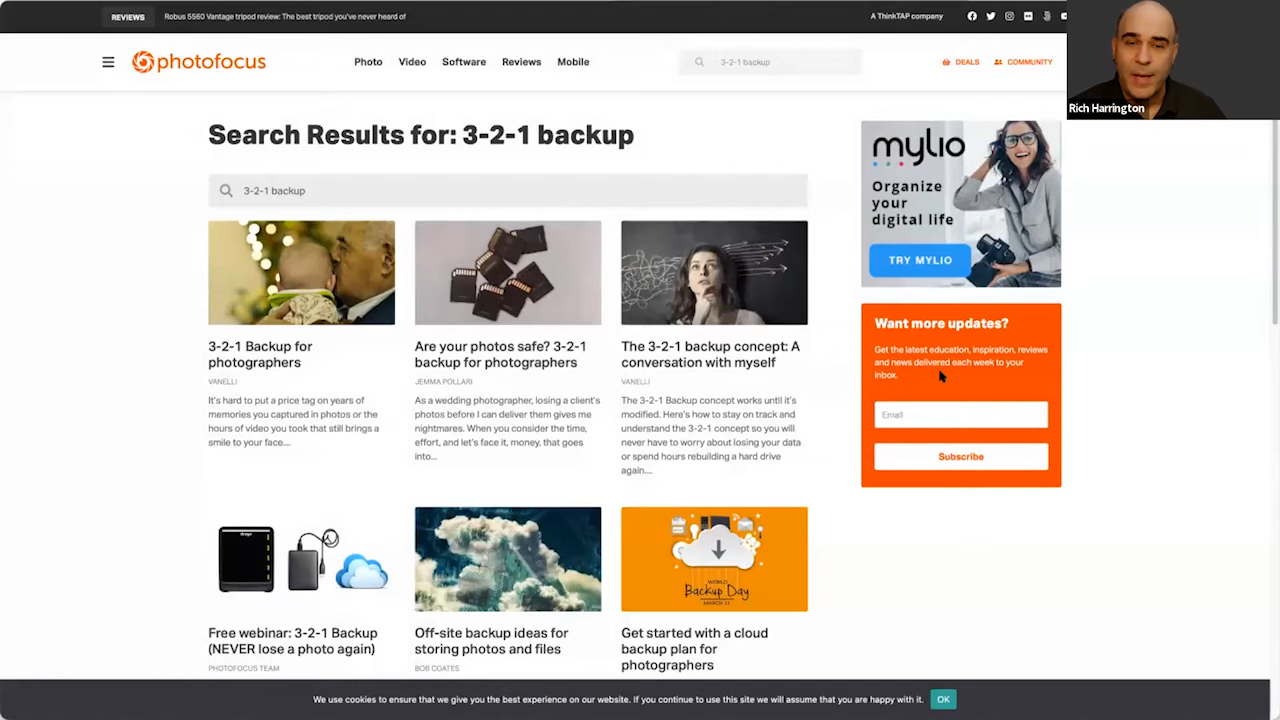 REVIEWS
Robus 5560 Vantage tripod review: The best tripod you've never heard of
A ThinkTAP company
photofocus
Photo
Video
Software
Reviews
Mobile
3-2-1 backup
DEALS
COMMUNITY
Rich Harrington
Search Results for: 3-2-1 backup
3-2-1 backup
3-2-1 Backup for
photographers
VANELLI
It's hard to put a price tag on years of
memories you captured in photos or the
hours of video you took that still brings a
smile to your face....
Are your photos safe? 3-2-1
backup for photographers
JEMMA POLLARI
As a wedding photographer, losing a client's
photos before I can deliver them gives me
nightmares. When you consider the time,
effort, and let's face it, money, that goes
into...
The 3-2-1 backup concept: A
conversation with myself
VANELLI
The 3-2-1 Backup concept works until it's
modified. Here's how to stay on track and
understand the 3-2-1 concept so you will
never have to worry about losing your data
or spend hours rebuilding a hard drive
again....
mylio
Organize
your
digital life
TRY MYLIO
Want more updates?
Get the latest education, inspiration, reviews
and news delivered each week to your
inbox.
Email
Subscribe
Free webinar: 3-2-1 Backup
(NEVER lose a photo again)
PHOTOFOCUS TEAM
Off-site backup ideas for
storing photos and files
BOB COATES
WORLD
Backup Day
MARCH 31
Get started with a cloud
backup plan for
photographers
We use cookies to ensure that we give you the best experience on our website. If you continue to use this site we will assume that you are happy with it.
OK